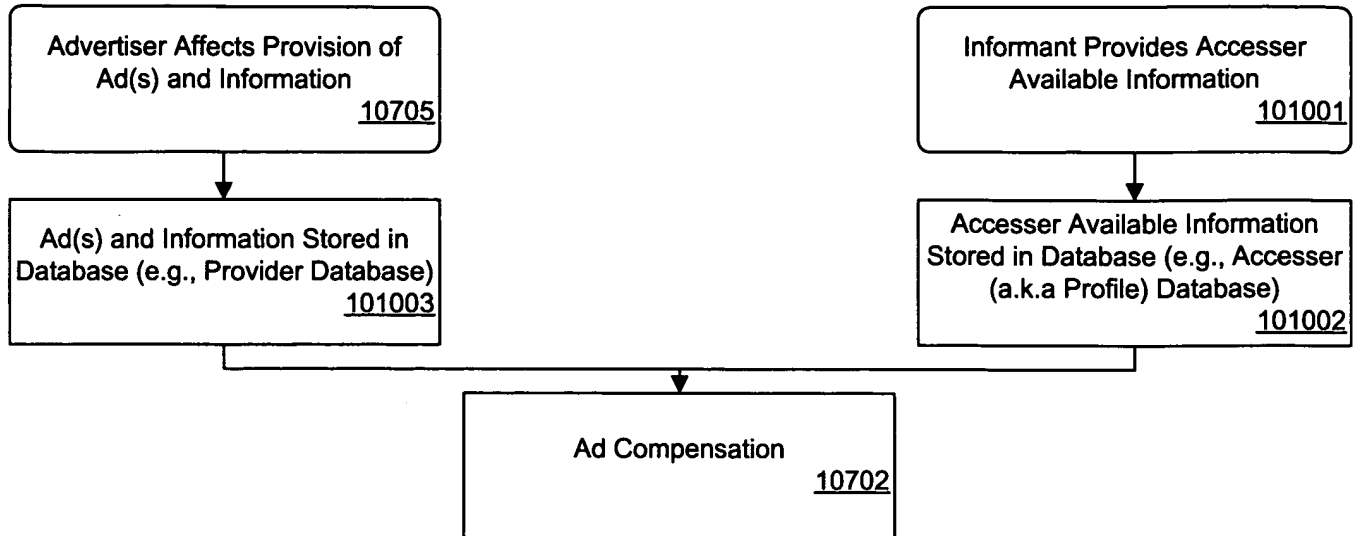 Advertiser Affects Provision of
Ad(s) and Information
10705
Informant Provides Accesser
Available Information
101001
Ad(s) and Information Stored in
Database (e.g., Provider Database)
101003
Accesser Available Information
Stored in Database (e.g., Accesser
(a.k.a Profile) Database)
101002
Ad Compensation
10702